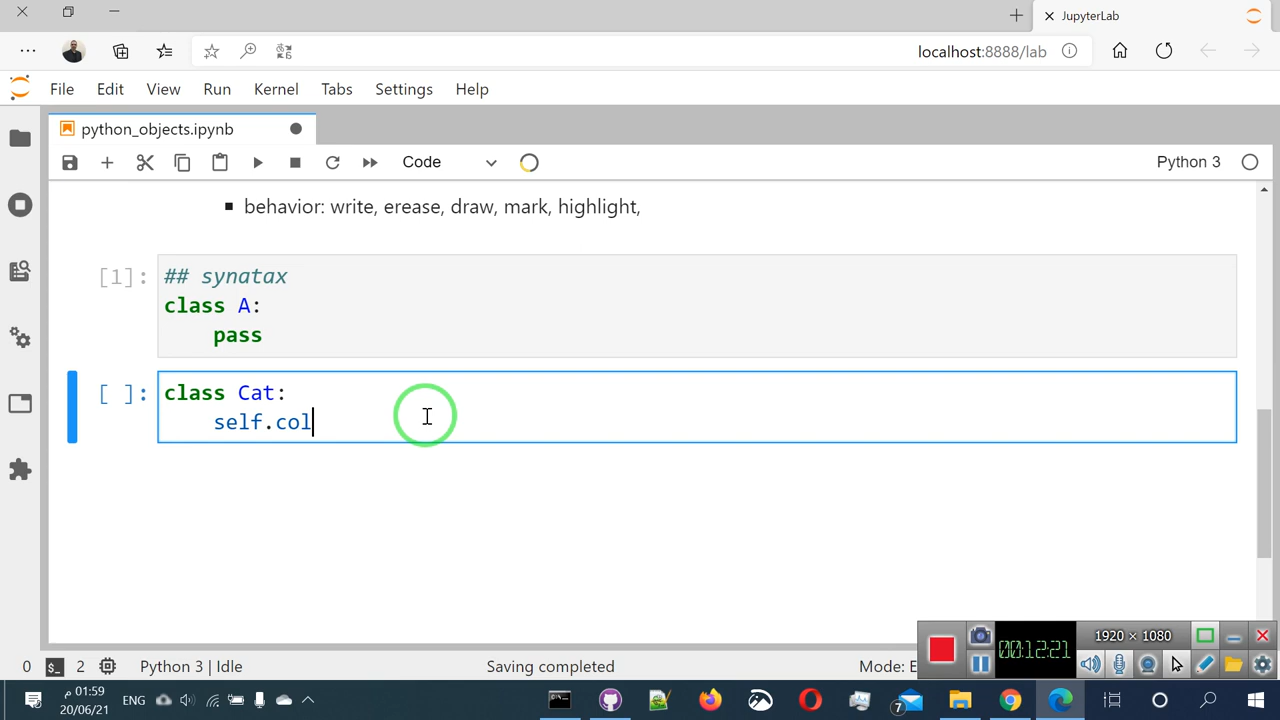 JupyterLab
localhost:8888/lab
File Edit View Run Kernel Tabs Settings Help
python_objects.ipynb
Code
Python 3
▪ behavior: write, erease, draw, mark, highlight,
[1]: ## synatax
class A:
pass
[ ]: class Cat:
self.col
00:12:21
1920 × 1080
0 2 Python 3 | Idle Saving completed Mode: E
7
01:59 م
ENG
20/06/21